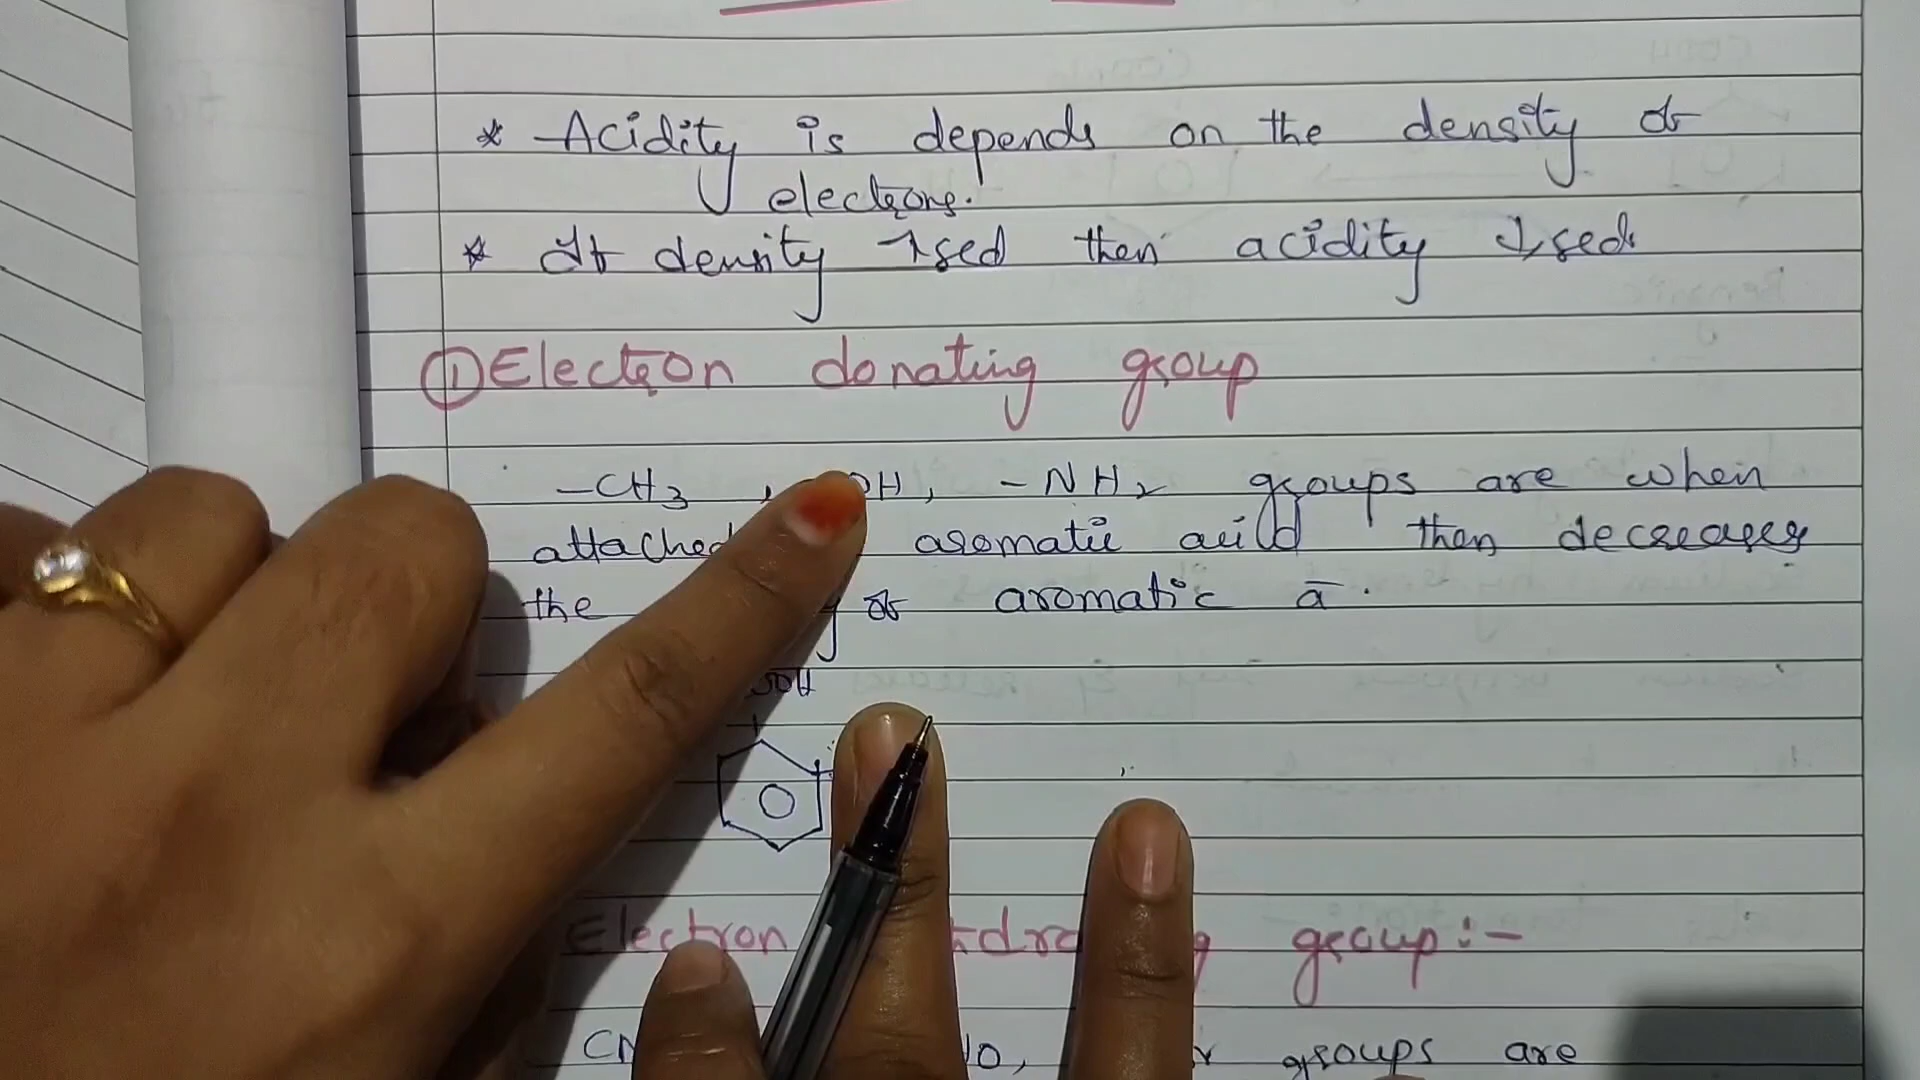 * Acidity is depends on the density of
electrons.
* If density ↑sed then acidity ↓sed.
① Electron donating group
-CH3 , OH, -NH2 groups are when
attached aromatic acid then decreases
the of aromatic a-.
OOH
Electron group:-
groups are